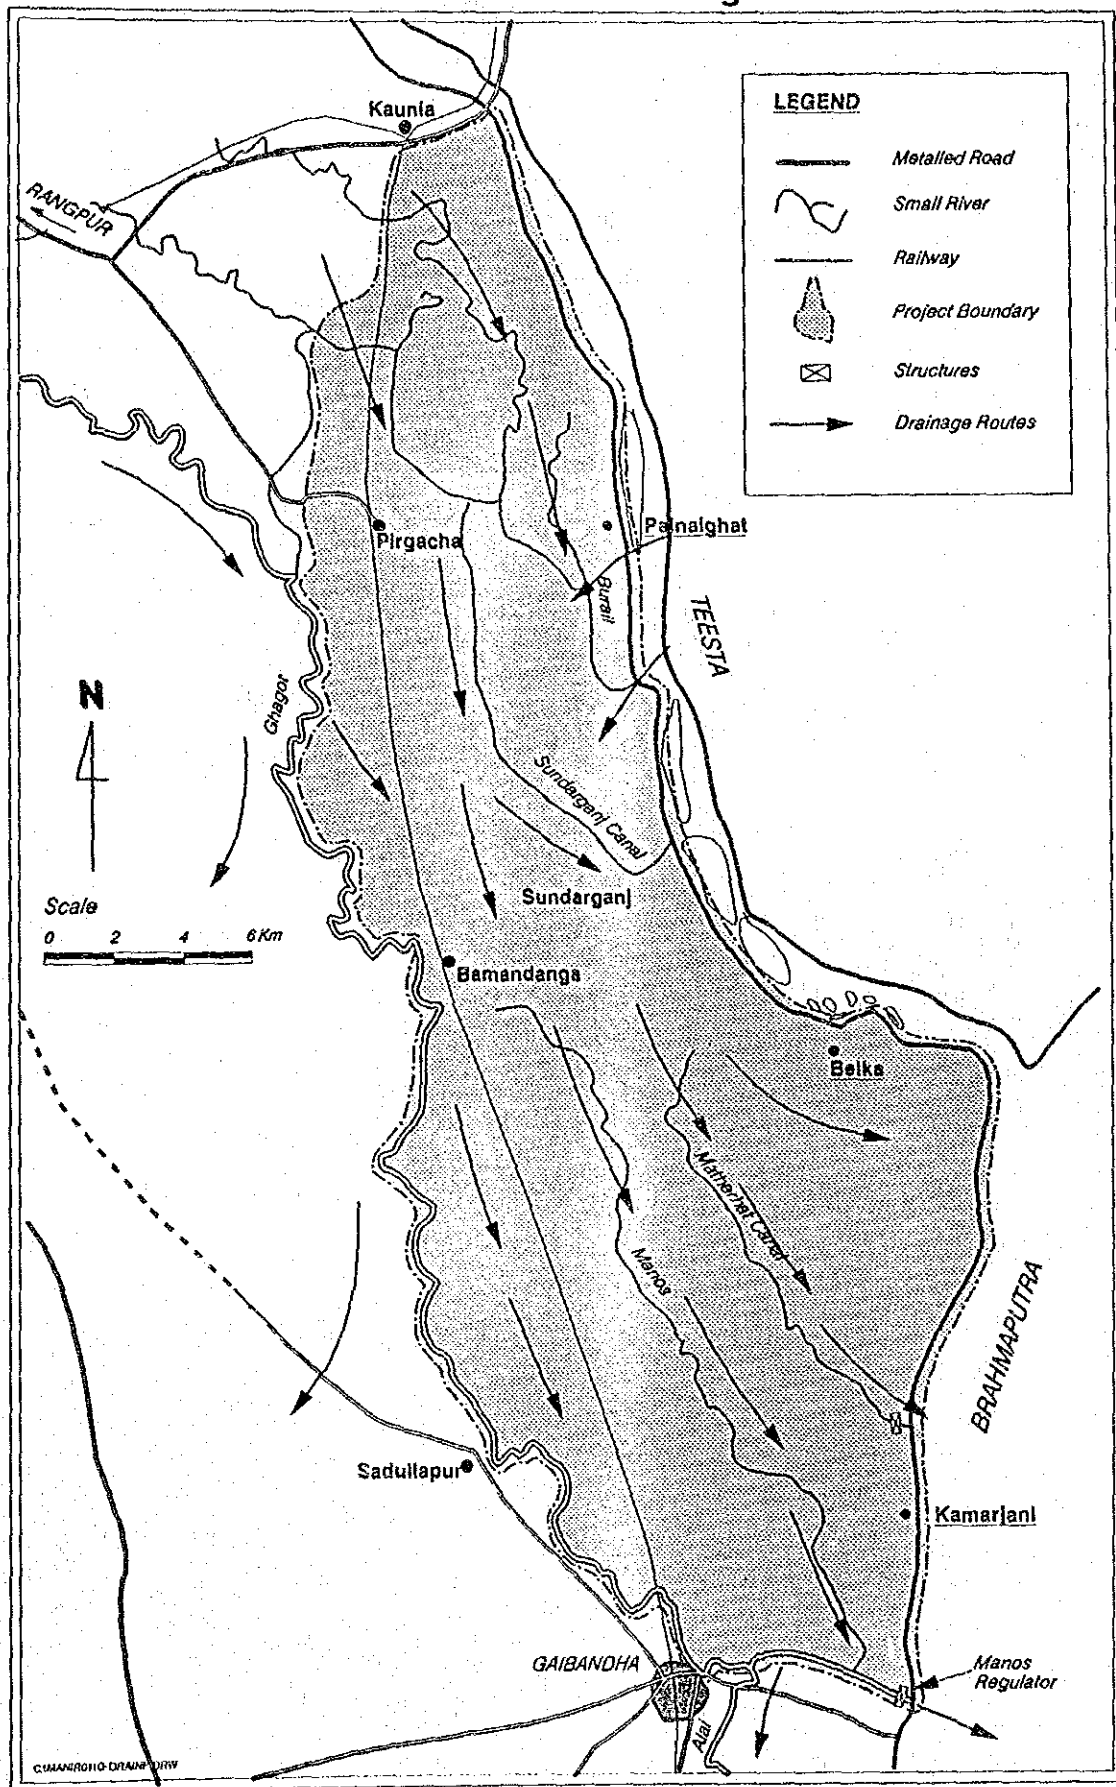 Kaunia
RANGPUR
LEGEND
Metalled Road
Small River
Railway
Project Boundary
Structures
Drainage Routes
Pirgacha
Painalghat
Burail
TEESTA
N
Ghagot
Sundarganj Canal
Scale
0 2 4 6 Km
Sundarganj
Bamandanga
Belka
Matherhat Canal
Manos
BRAHMAPUTRA
Sadullapur
Kamarjani
GAIBANDHA
Alai
Manos
Regulator